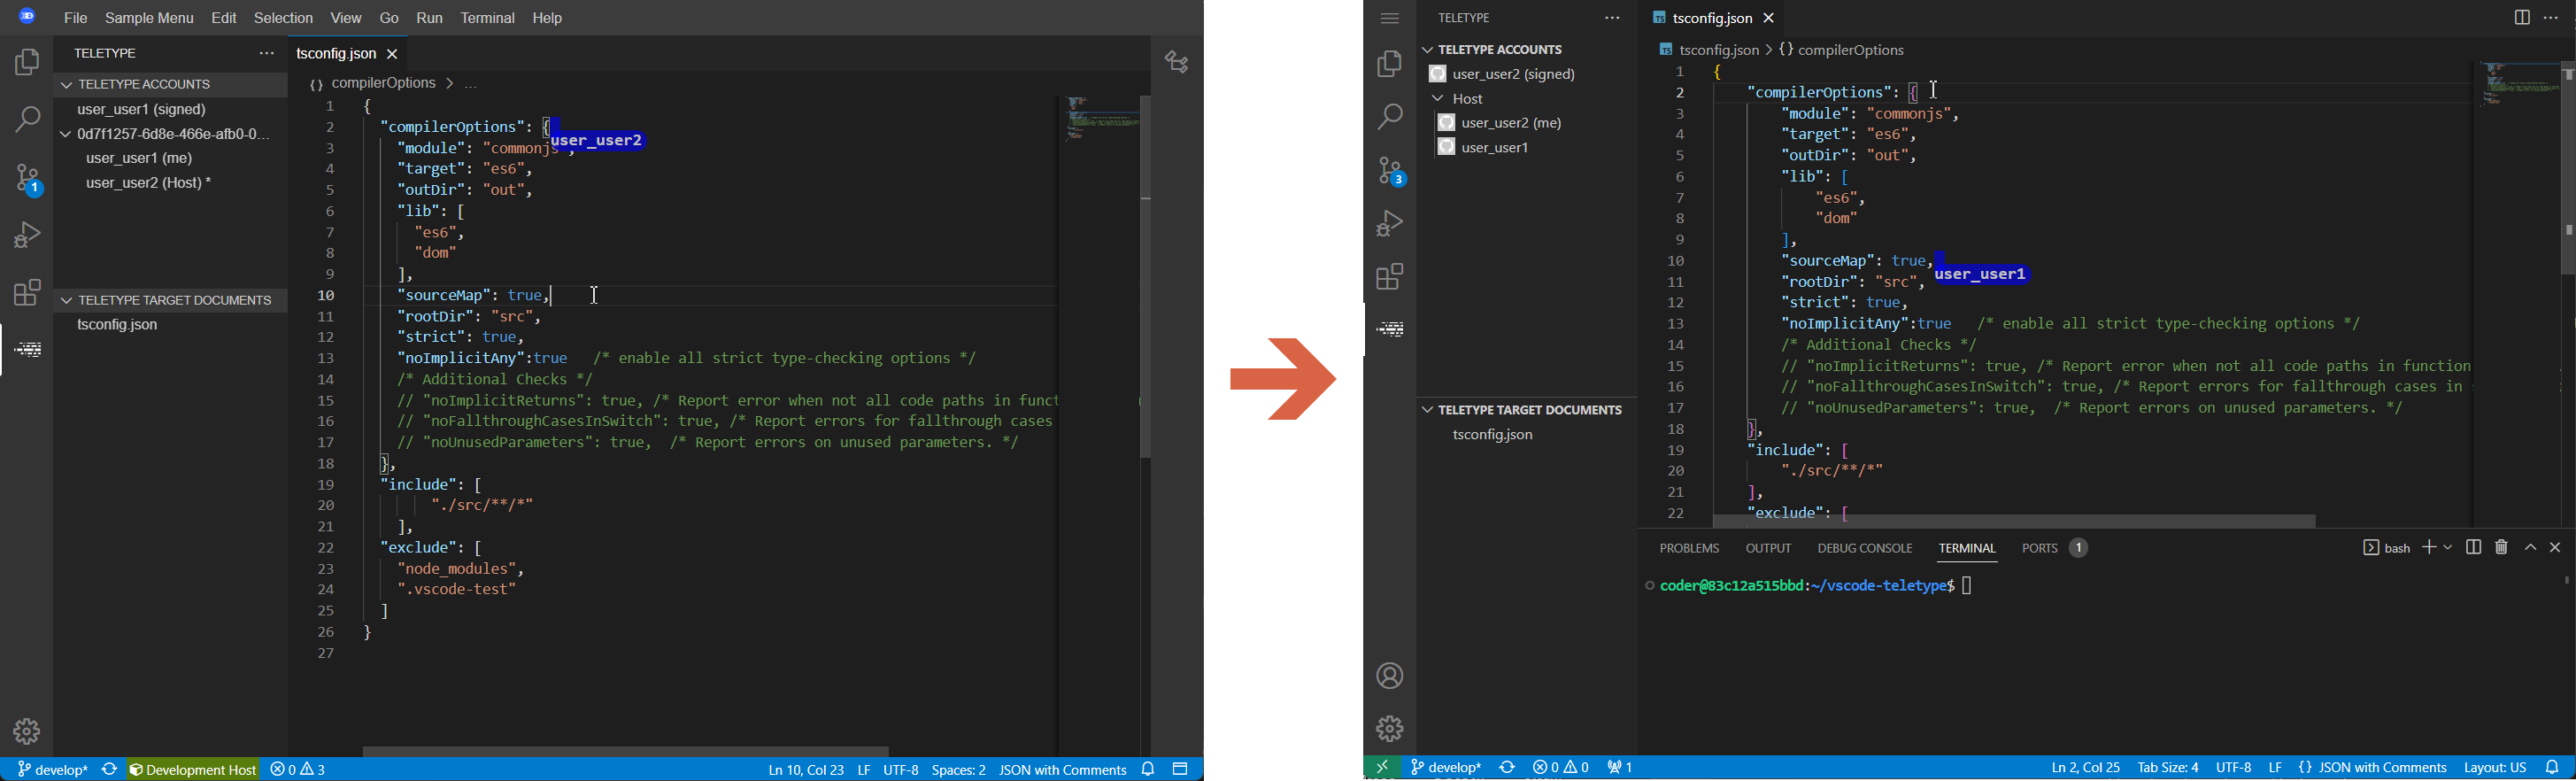 File Sample Menu Edit Selection View Go Run Terminal Help
TELETYPE ...
TELETYPE ACCOUNTS
user_user1 (signed)
0d7f1257-6d8e-466e-afb0-0...
user_user1 (me)
user_user2 (Host) *
TELETYPE TARGET DOCUMENTS
tsconfig.json
1
tsconfig.json
{} compilerOptions > ...
1 {
2 "compilerOptions": {
user_user2
3 "module": "commonjs",
4 "target": "es6",
5 "outDir": "out",
6 "lib": [
7 "es6",
8 "dom"
9 ],
10 "sourceMap": true,
11 "rootDir": "src",
12 "strict": true,
13 "noImplicitAny":true /* enable all strict type-checking options */
14 /* Additional Checks */
15 // "noImplicitReturns": true, /* Report error when not all code paths in funct
16 // "noFallthroughCasesInSwitch": true, /* Report errors for fallthrough cases
17 // "noUnusedParameters": true, /* Report errors on unused parameters. */
18 },
19 "include": [
20 "./src/**/*"
21 ],
22 "exclude": [
23 "node_modules",
24 ".vscode-test"
25 ]
26 }
27
develop* Development Host 0 3 Ln 10, Col 23 LF UTF-8 Spaces: 2 JSON with Comments
TELETYPE ...
TELETYPE ACCOUNTS
user_user2 (signed)
Host
user_user2 (me)
user_user1
TELETYPE TARGET DOCUMENTS
tsconfig.json
3
TS tsconfig.json ...
TS tsconfig.json > {} compilerOptions
1 {
2 "compilerOptions": {
3 "module": "commonjs",
4 "target": "es6",
5 "outDir": "out",
6 "lib": [
7 "es6",
8 "dom"
9 ],
10 "sourceMap": true,
user_user1
11 "rootDir": "src",
12 "strict": true,
13 "noImplicitAny":true /* enable all strict type-checking options */
14 /* Additional Checks */
15 // "noImplicitReturns": true, /* Report error when not all code paths in function
16 // "noFallthroughCasesInSwitch": true, /* Report errors for fallthrough cases in
17 // "noUnusedParameters": true, /* Report errors on unused parameters. */
18 },
19 "include": [
20 "./src/**/*"
21 ],
22 "exclude": [
PROBLEMS OUTPUT DEBUG CONSOLE TERMINAL PORTS 1 bash
coder@83c12a515bbd:~/vscode-teletype$
develop* 0 0 1 Ln 2, Col 25 Tab Size: 4 UTF-8 LF {} JSON with Comments Layout: US